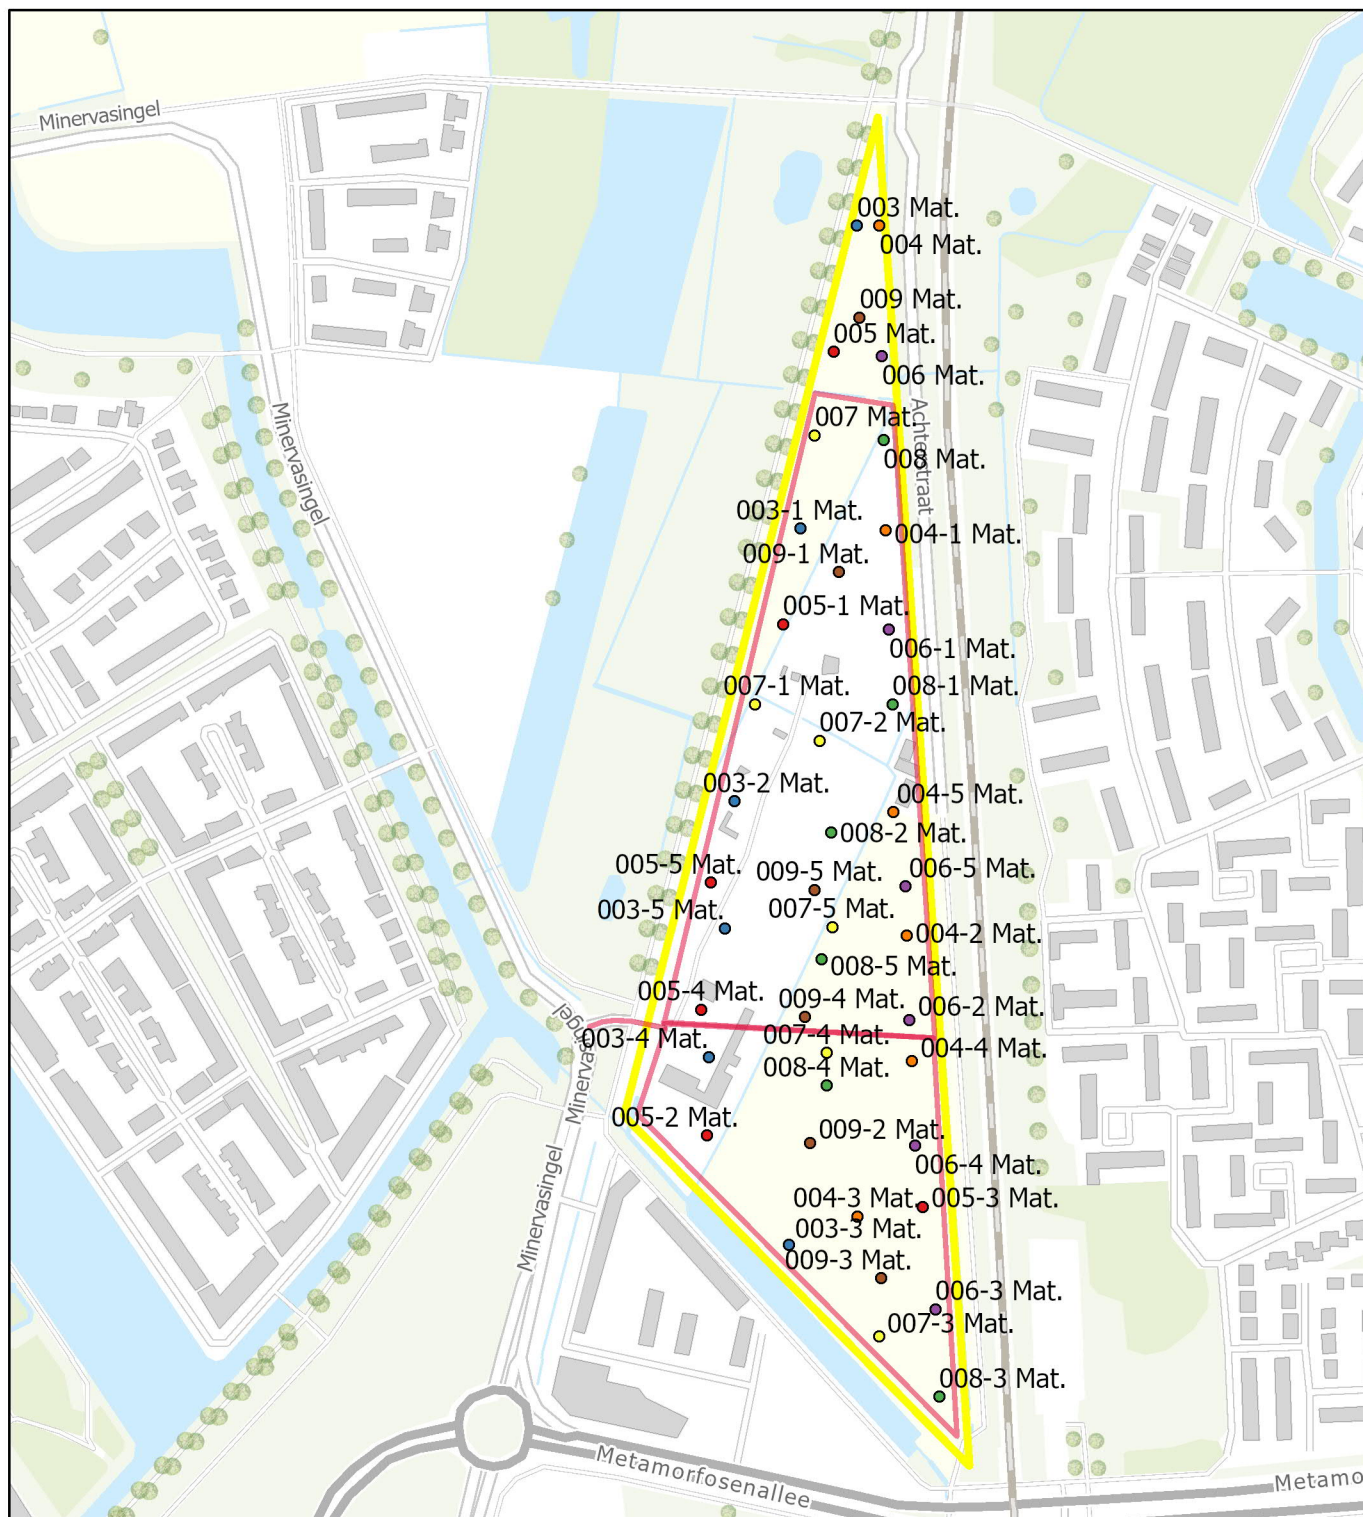 Minervasingel
003 Mat.
004 Mat.
009 Mat.
005 Mat.
006 Mat.
Achterstraat
Minervasingel
007 Mat.
008 Mat.
003-1 Mat.
004-1 Mat.
009-1 Mat.
005-1 Mat.
006-1 Mat.
007-1 Mat.
008-1 Mat.
007-2 Mat.
003-2 Mat.
004-5 Mat.
008-2 Mat.
005-5 Mat.
009-5 Mat.
006-5 Mat.
003-5 Mat.
007-5 Mat.
004-2 Mat.
008-5 Mat.
005-4 Mat.
009-4 Mat.
006-2 Mat.
Minervasingel
003-4 Mat.
007-4 Mat.
004-4 Mat.
008-4 Mat.
005-2 Mat.
009-2 Mat.
006-4 Mat.
Minervasingel
004-3 Mat.
005-3 Mat.
003-3 Mat.
009-3 Mat.
006-3 Mat.
007-3 Mat.
008-3 Mat.
Metamorfosenallee
Metamo